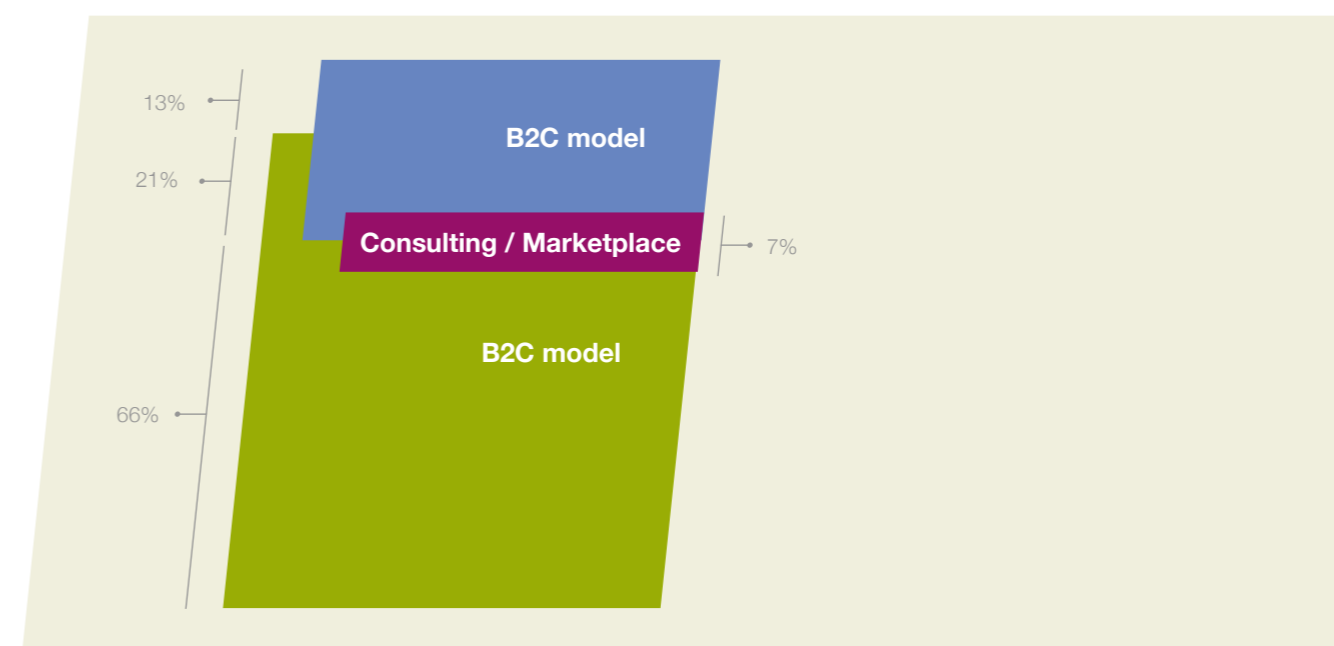 13%
B2C model
21%
Consulting / Marketplace
7%
B2C model
66%